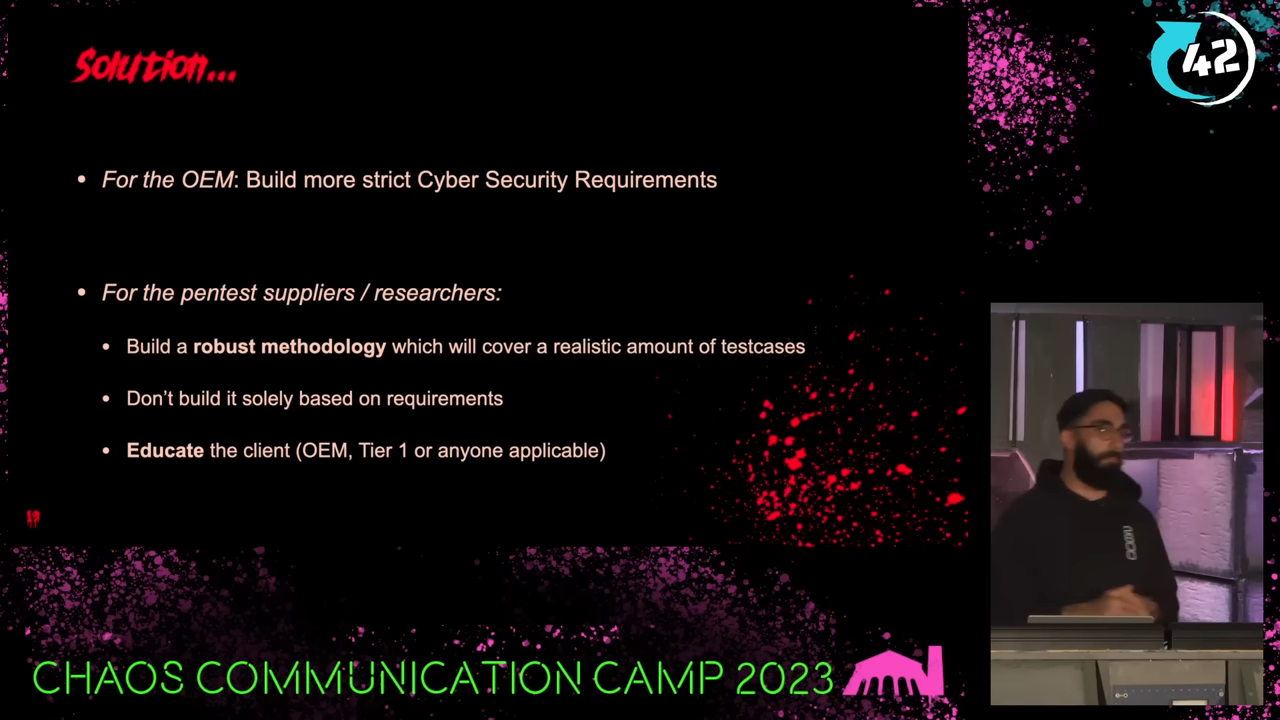 Solution...
42
• For the OEM: Build more strict Cyber Security Requirements
• For the pentest suppliers / researchers:
• Build a robust methodology which will cover a realistic amount of testcases
• Don’t build it solely based on requirements
• Educate the client (OEM, Tier 1 or anyone applicable)
CHAOS COMMUNICATION CAMP 2023